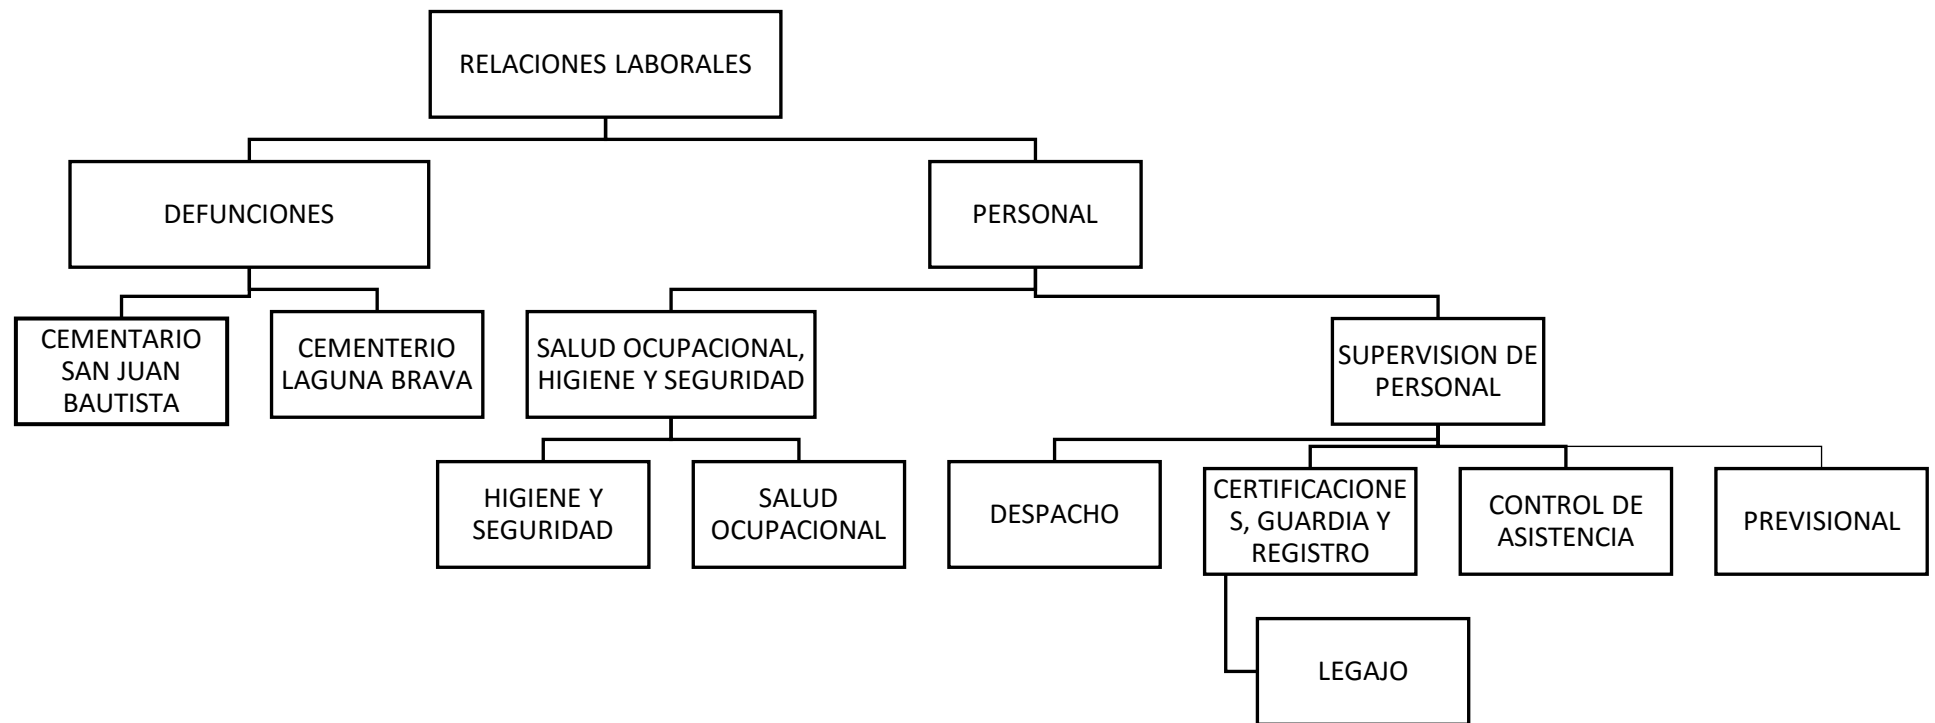 RELACIONES LABORALES
DEFUNCIONES
PERSONAL
CEMENTARIO
SAN JUAN
BAUTISTA
CEMENTERIO
LAGUNA BRAVA
SALUD OCUPACIONAL,
HIGIENE Y SEGURIDAD
SUPERVISION DE
PERSONAL
HIGIENE Y
SEGURIDAD
SALUD
OCUPACIONAL
DESPACHO
CERTIFICACIONE
S, GUARDIA Y
REGISTRO
CONTROL DE
ASISTENCIA
PREVISIONAL
LEGAJO